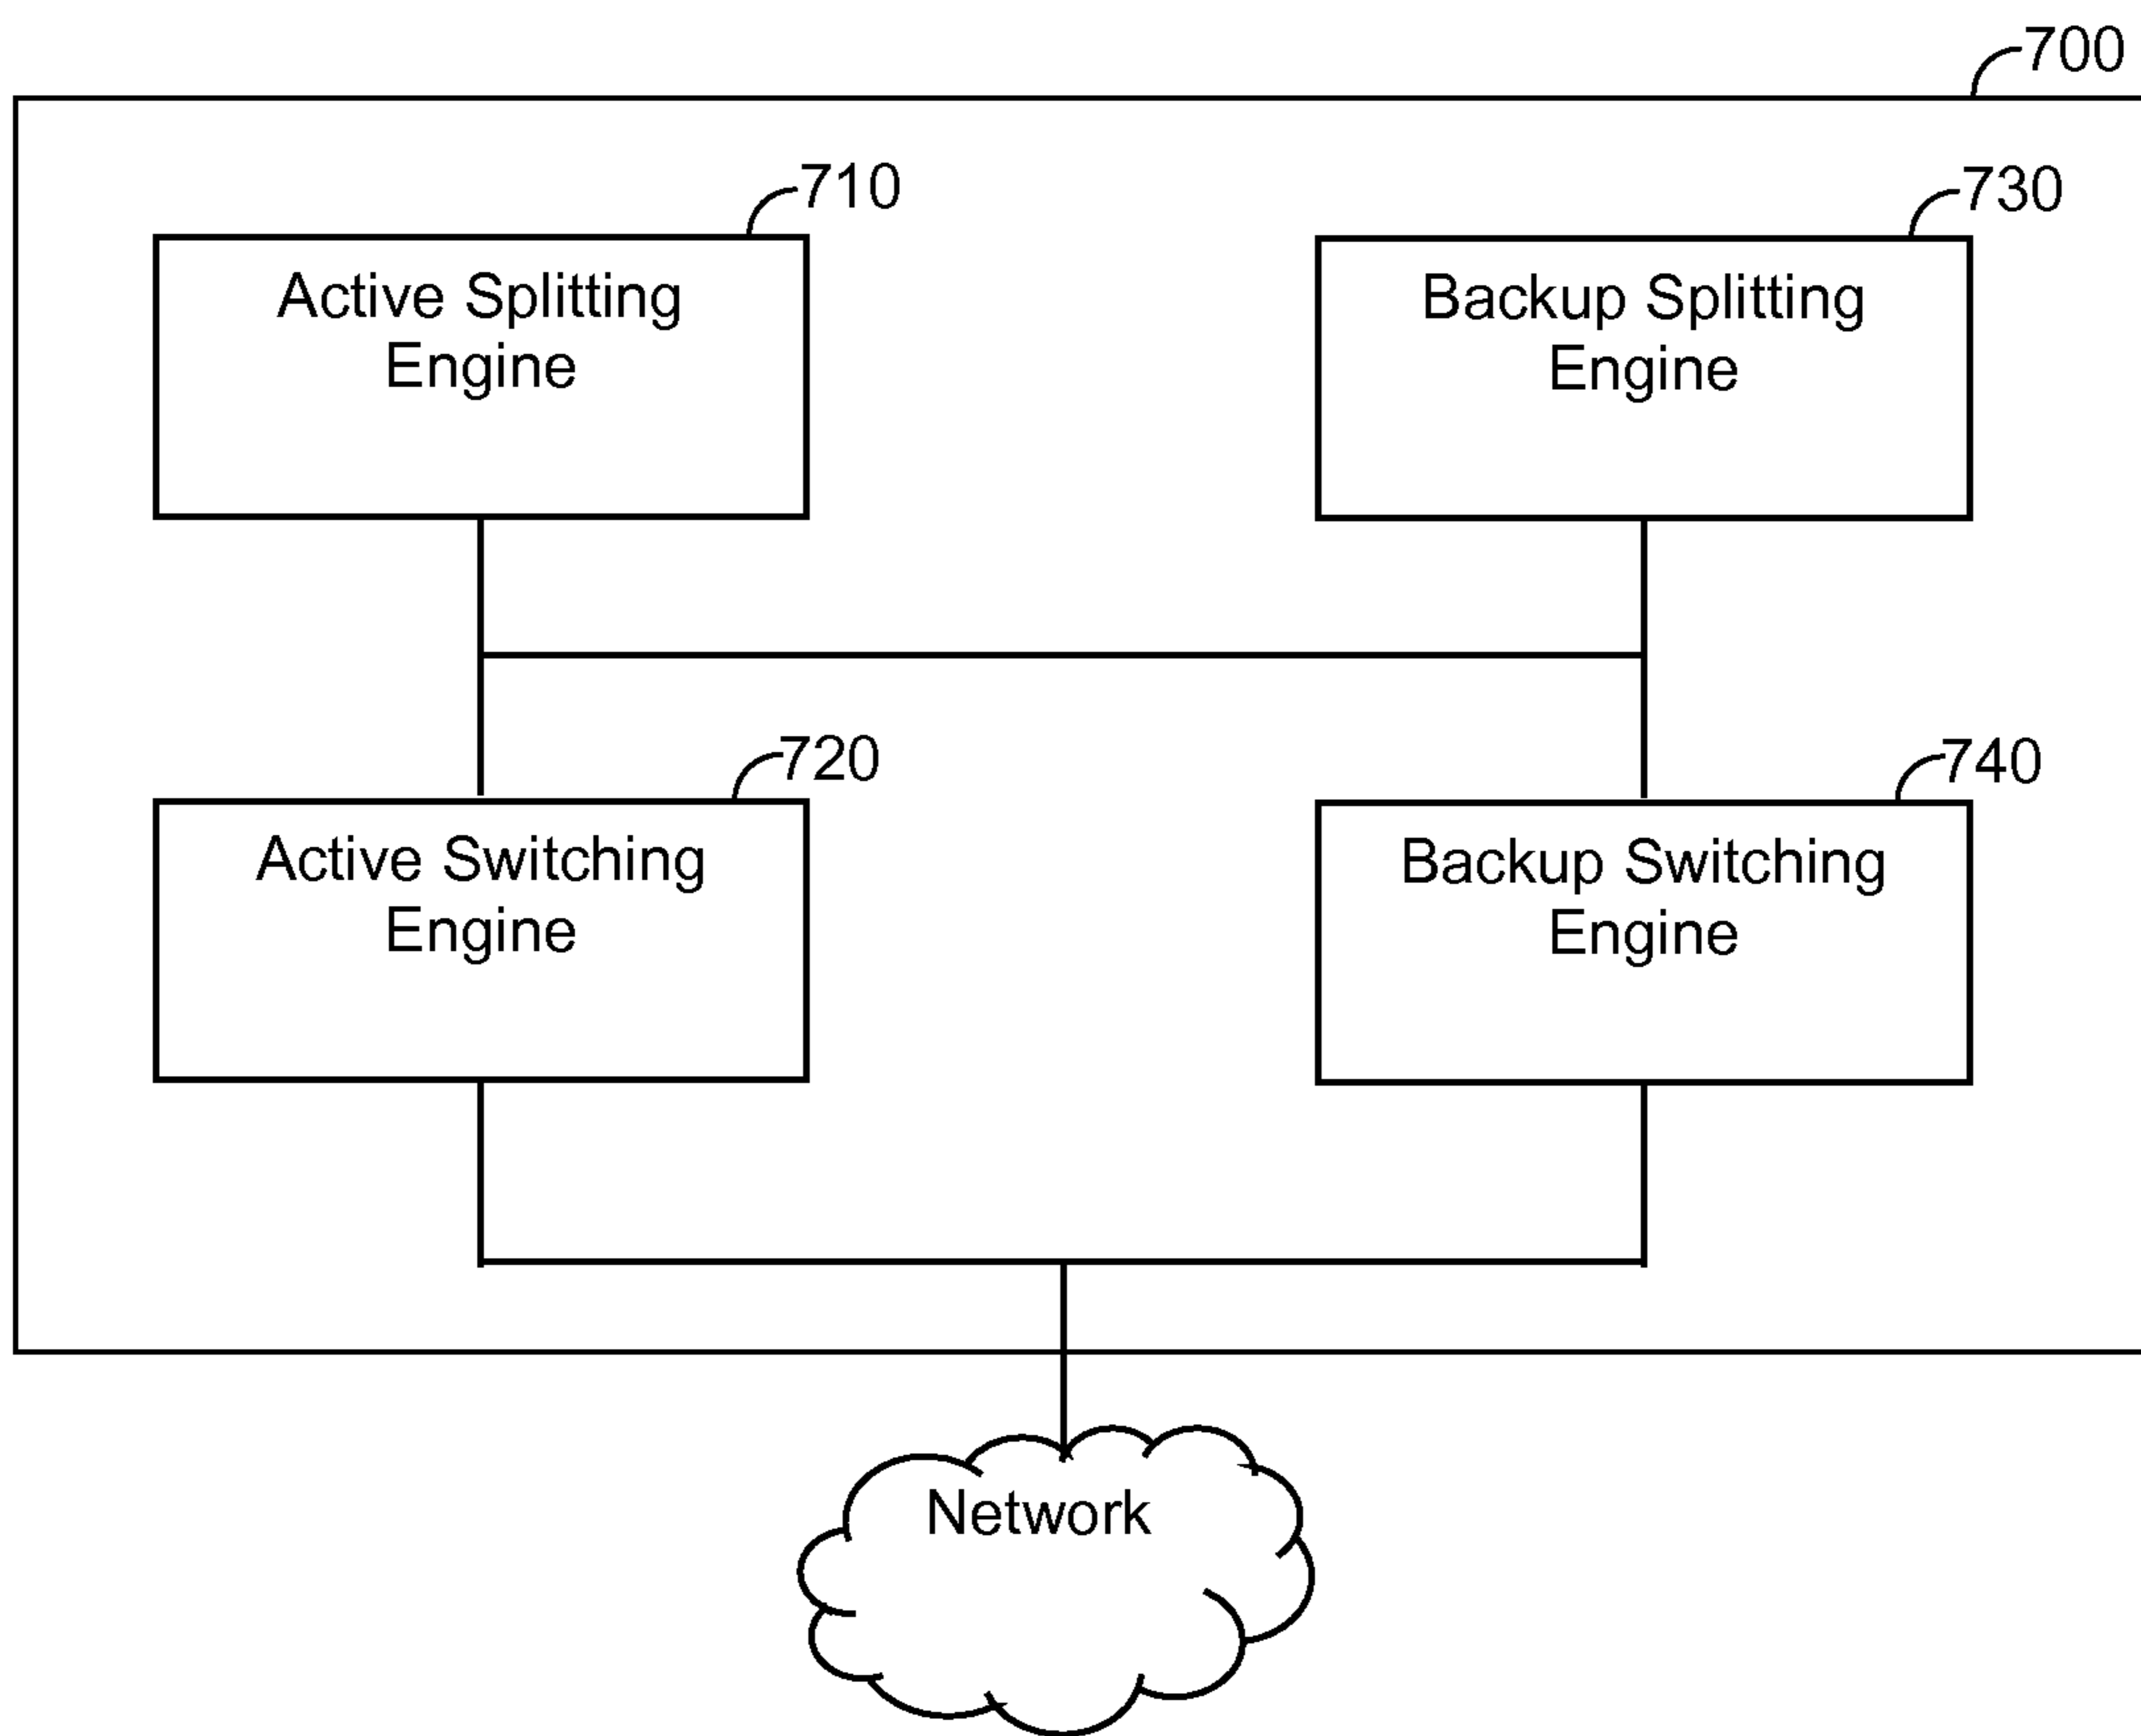 700
710
730
Active Splitting
Engine
Backup Splitting
Engine
720
740
Active Switching
Engine
Backup Switching
Engine
Network